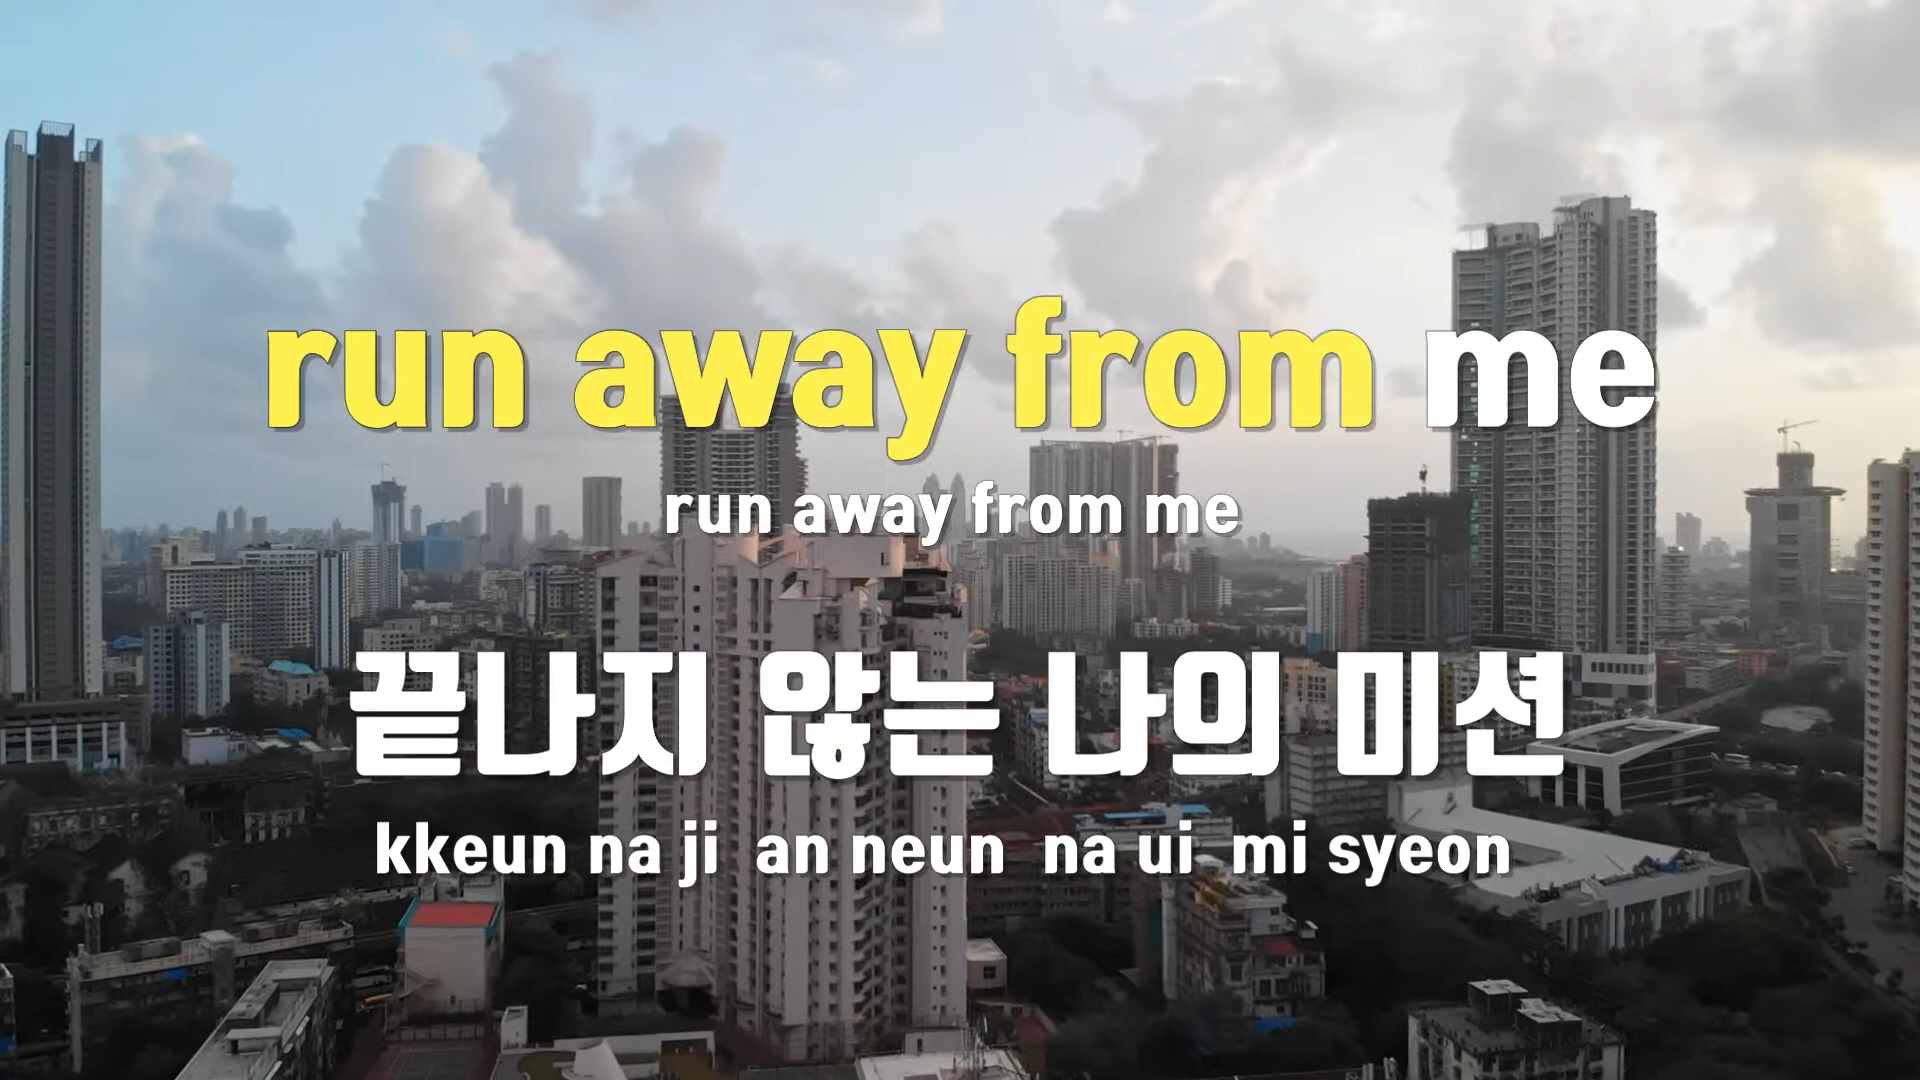 run away from me
run away from me
끝나지 않는 나의 미션
kkeun na ji an neun na ui mi syeon